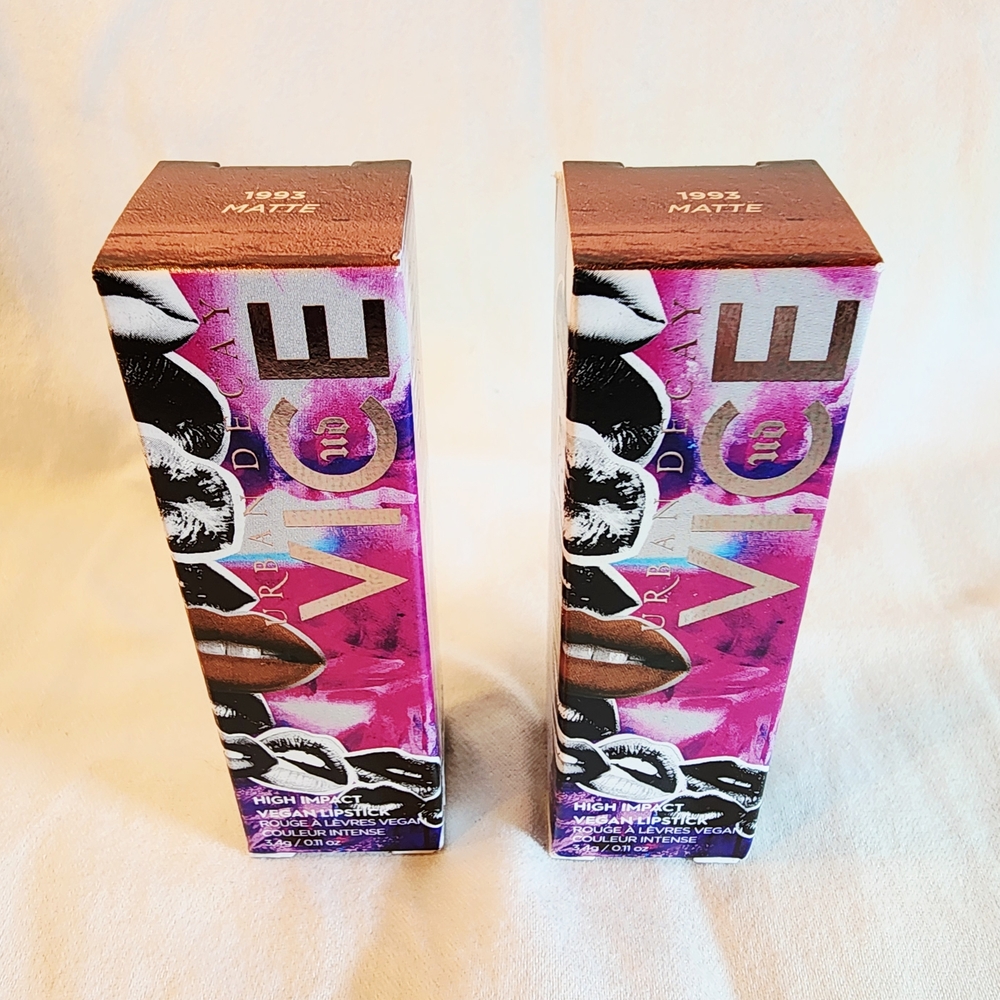 1993
MATTE
URBAN DECAY
VICE
UD
HIGH IMPACT
VEGAN LIPSTICK
ROUGE À LÈVRES VEGAN
COULEUR INTENSE
3.4g / 0.11 oz
1993
MATTE
URBAN DECAY
VICE
UD
HIGH IMPACT
VEGAN LIPSTICK
ROUGE À LÈVRES VEGAN
COULEUR INTENSE
3.4g / 0.11 oz